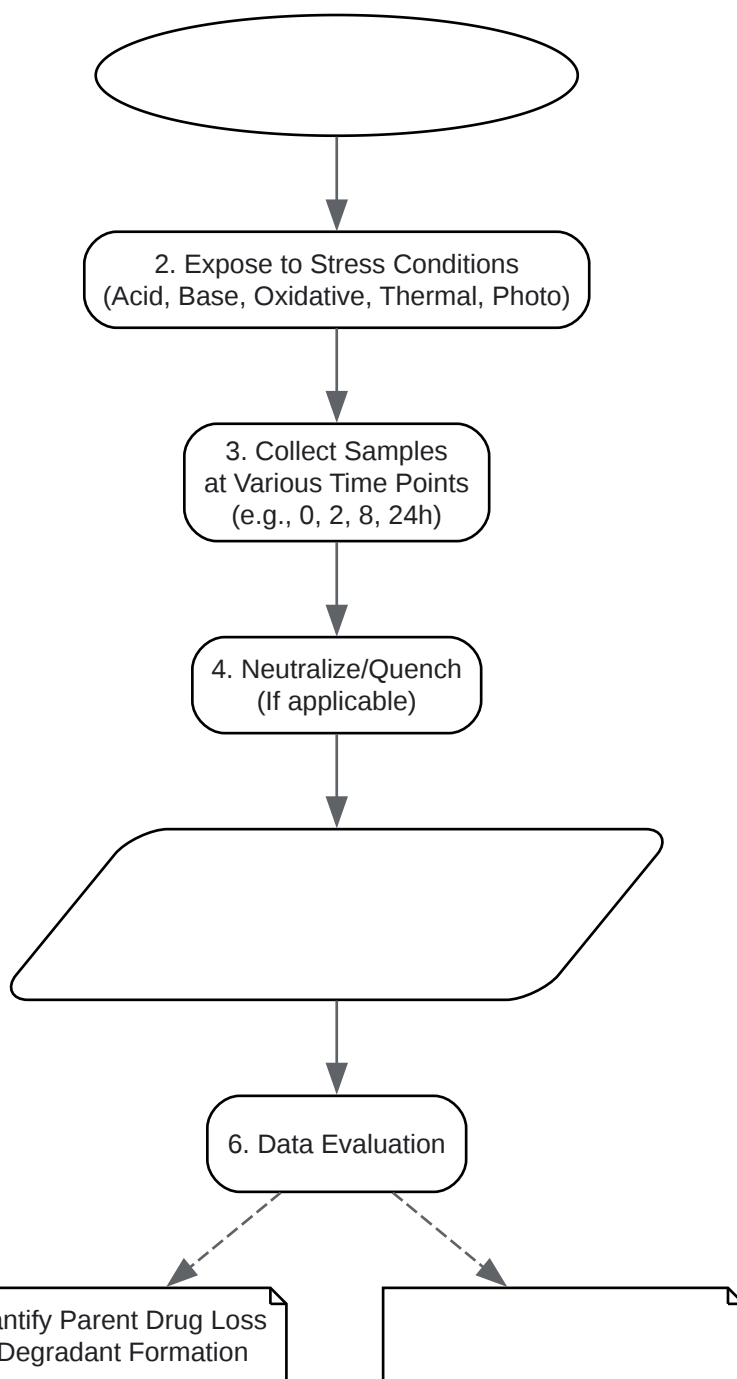 2. Expose to Stress Conditions
(Acid, Base, Oxidative, Thermal, Photo)
3. Collect Samples
at Various Time Points
(e.g., 0, 2, 8, 24h)
4. Neutralize/Quench
(If applicable)
6. Data Evaluation
antify Parent Drug Loss
Degradant Formation